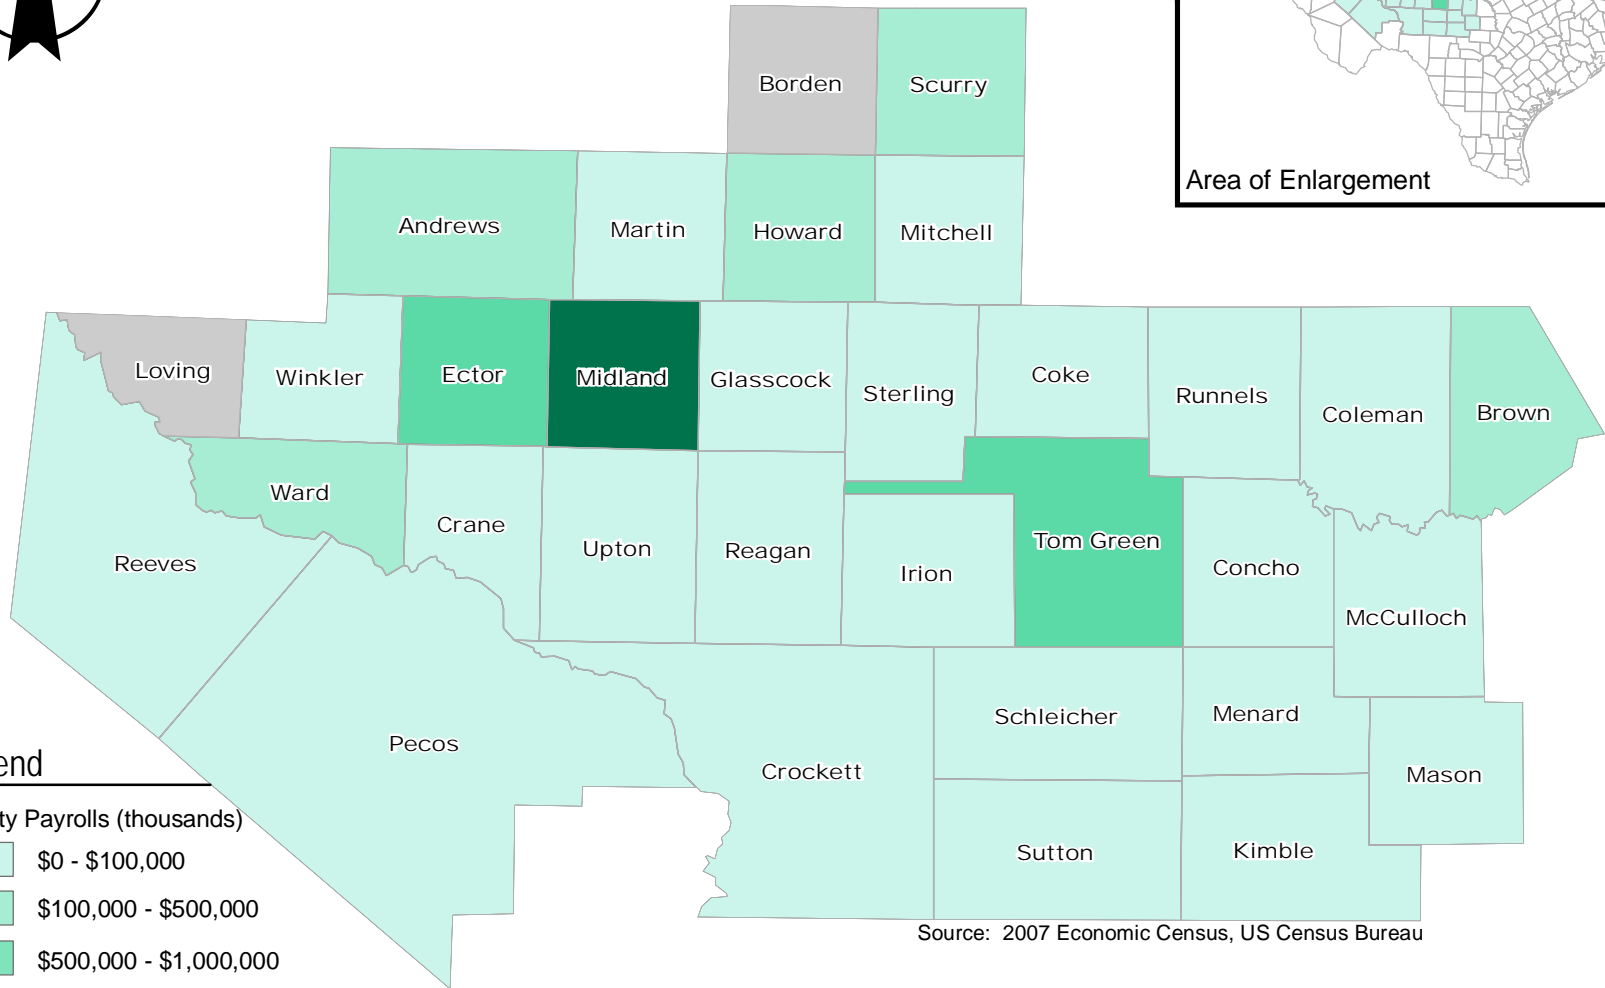 Borden
Scurry
Area of Enlargement
Andrews
Martin
Howard
Mitchell
Loving
Winkler
Ector
Midland
Glasscock
Sterling
Coke
Runnels
Coleman
Brown
Ward
Crane
Upton
Reagan
Irion
Tom Green
Concho
McCulloch
Reeves
Pecos
Crockett
Schleicher
Menard
Mason
Sutton
Kimble
end
ty Payrolls (thousands)
$0 - $100,000
$100,000 - $500,000
$500,000 - $1,000,000
Source: 2007 Economic Census, US Census Bureau